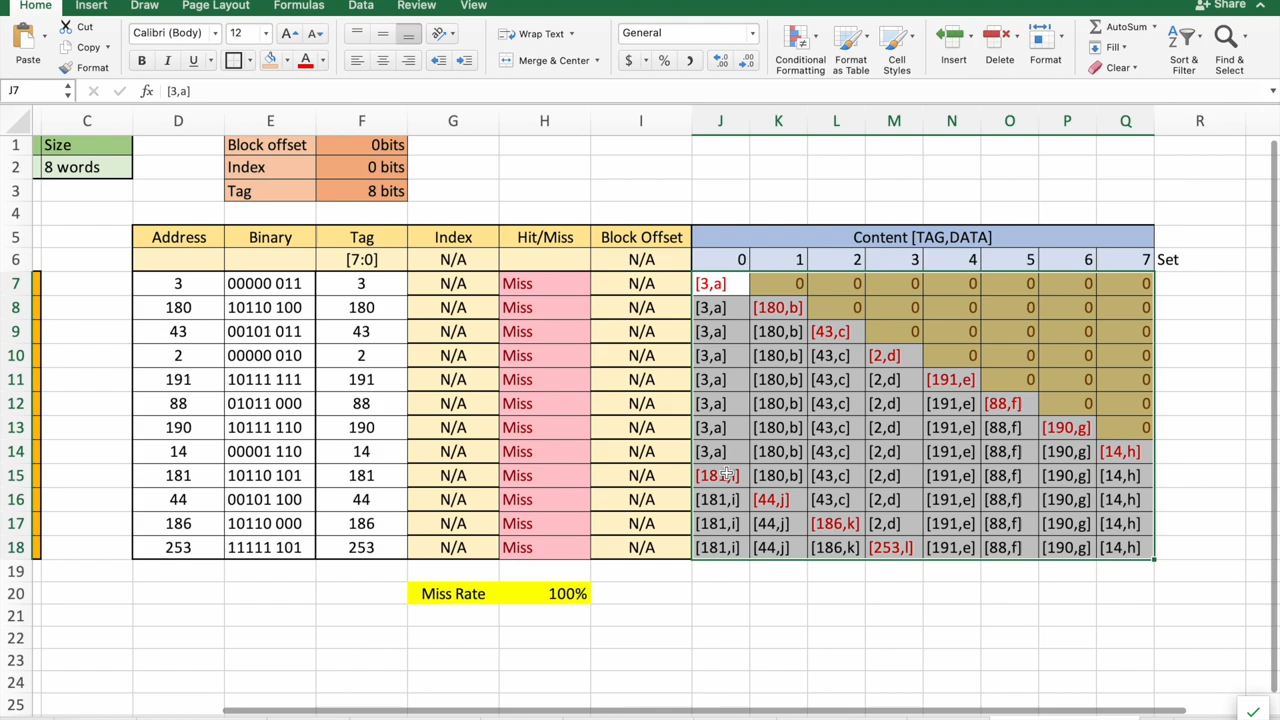 Home Insert Draw Page Layout Formulas Data Review View Share
Cut Calibri (Body) 12 A A Wrap Text General AutoSum
Copy Fill
Paste Format B I U A Merge & Center $ % Conditional Formatting Format as Table Cell Styles Insert Delete Format Clear Sort & Filter Find & Select
J7 fx [3,a]
C D E F G H I J K L M N O P Q R
1 Size Block offset 0bits
2 8 words Index 0 bits
3 Tag 8 bits
4
5 Address Binary Tag Index Hit/Miss Block Offset Content [TAG,DATA]
6 [7:0] N/A N/A 0 1 2 3 4 5 6 7 Set
7 3 00000 011 3 N/A Miss N/A [3,a] 0 0 0 0 0 0 0
8 180 10110 100 180 N/A Miss N/A [3,a] [180,b] 0 0 0 0 0 0
9 43 00101 011 43 N/A Miss N/A [3,a] [180,b] [43,c] 0 0 0 0 0
10 2 00000 010 2 N/A Miss N/A [3,a] [180,b] [43,c] [2,d] 0 0 0 0
11 191 10111 111 191 N/A Miss N/A [3,a] [180,b] [43,c] [2,d] [191,e] 0 0 0
12 88 01011 000 88 N/A Miss N/A [3,a] [180,b] [43,c] [2,d] [191,e] [88,f] 0 0
13 190 10111 110 190 N/A Miss N/A [3,a] [180,b] [43,c] [2,d] [191,e] [88,f] [190,g] 0
14 14 00001 110 14 N/A Miss N/A [3,a] [180,b] [43,c] [2,d] [191,e] [88,f] [190,g] [14,h]
15 181 10110 101 181 N/A Miss N/A [181,i] [180,b] [43,c] [2,d] [191,e] [88,f] [190,g] [14,h]
16 44 00101 100 44 N/A Miss N/A [181,i] [44,j] [43,c] [2,d] [191,e] [88,f] [190,g] [14,h]
17 186 10110 000 186 N/A Miss N/A [181,i] [44,j] [186,k] [2,d] [191,e] [88,f] [190,g] [14,h]
18 253 11111 101 253 N/A Miss N/A [181,i] [44,j] [186,k] [253,l] [191,e] [88,f] [190,g] [14,h]
19
20 Miss Rate 100%
21
22
23
24
25